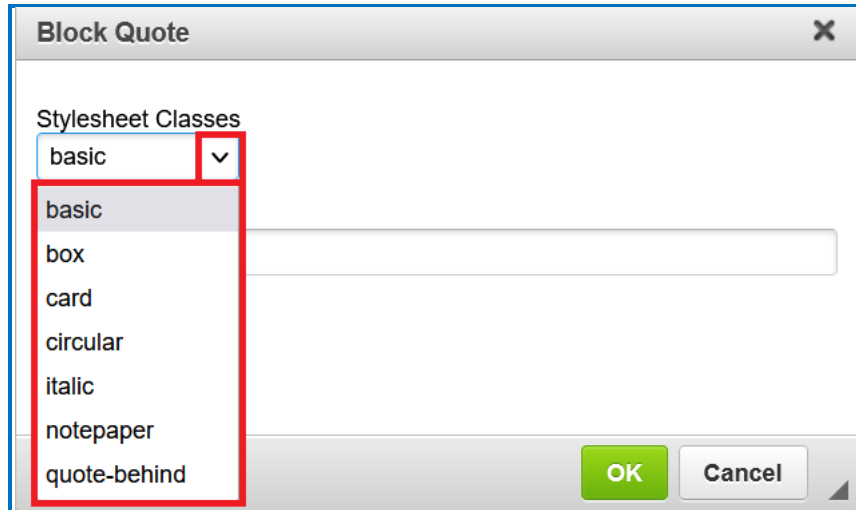 Block Quote
Stylesheet Classes
basic
basic
box
card
circular
italic
notepaper
quote-behind
OK Cancel